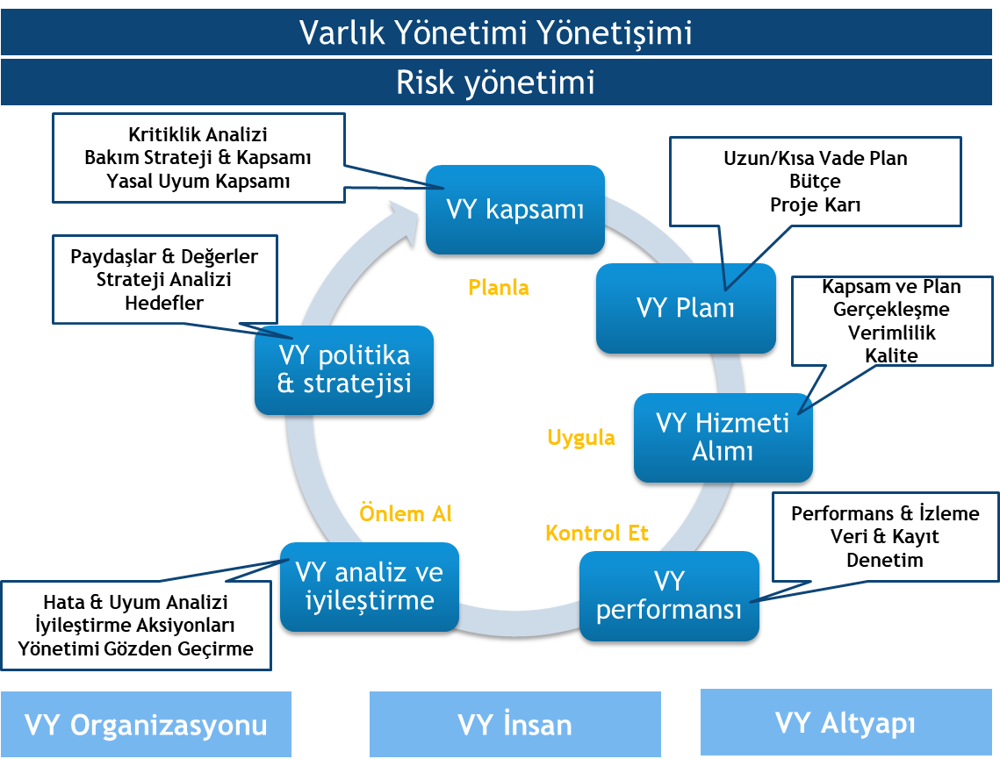 Varlık Yönetimi Yönetişimi
Risk yönetimi
Kritiklik Analizi
Bakım Strateji & Kapsamı
Yasal Uyum Kapsamı
VY kapsamı
Uzun/Kısa Vade Plan
Bütçe
Proje Karı
Paydaşlar & Değerler
Strateji Analizi
Hedefler
Planla
VY Planı
Kapsam ve Plan
Gerçekleşme
Verimlilik
Kalite
VY politika
& stratejisi
Uygula
VY Hizmeti
Alımı
Önlem Al
Kontrol Et
Performans & İzleme
Veri & Kayıt
Denetim
VY analiz ve
iyileştirme
VY
performansı
Hata & Uyum Analizi
İyileştirme Aksiyonları
Yönetimi Gözden Geçirme
VY Organizasyonu
VY İnsan
VY Altyapı